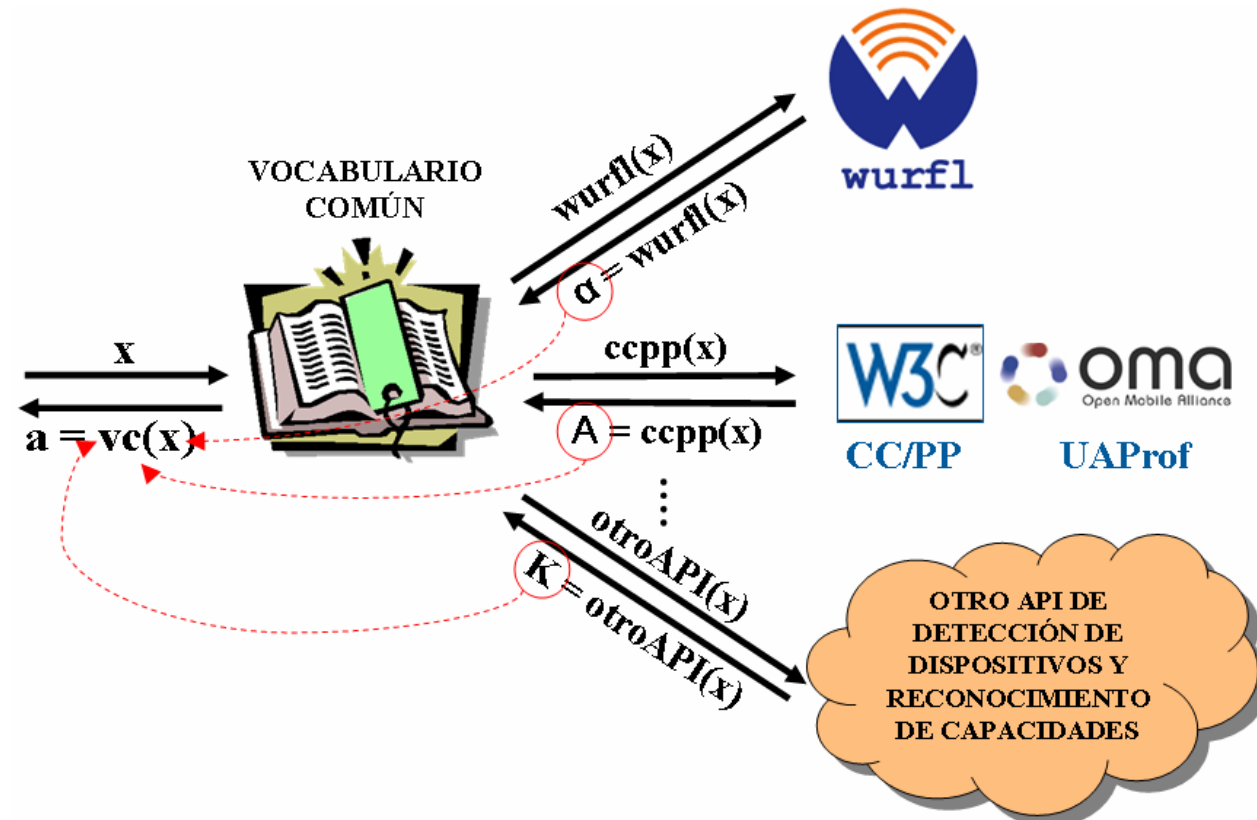 VOCABULARIO
COMÚN
x
a = vc(x)
wurfl(x)
α = wurfl(x)
wurfl
ccpp(x)
A = ccpp(x)
W3C®
oma
Open Mobile Alliance
CC/PP
UAProf
otroAPI(x)
K = otroAPI(x)
OTRO API DE
DETECCIÓN DE
DISPOSITIVOS Y
RECONOCIMIENTO
DE CAPACIDADES